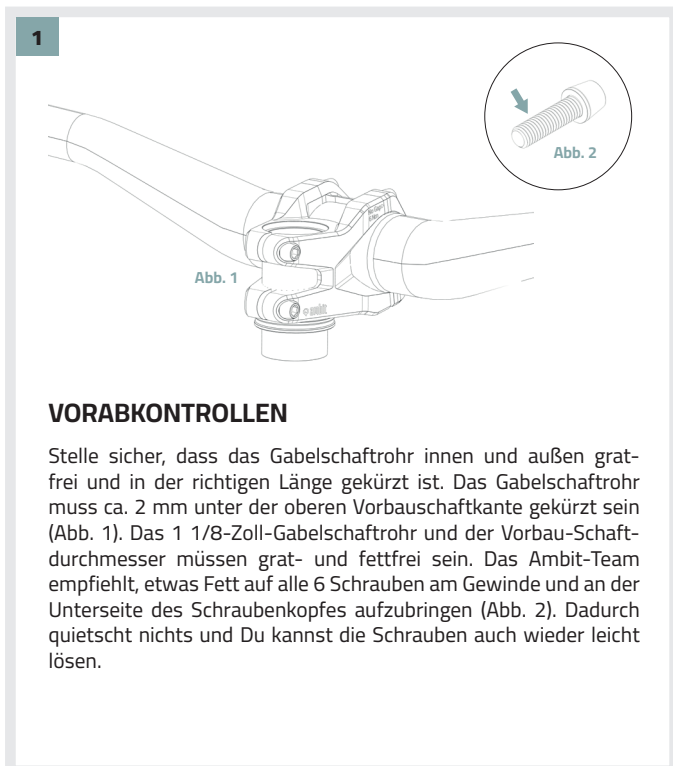 1
Abb. 2
Abb. 1
VORABKONTROLLEN
Stelle sicher, dass das Gabelschaftrohr innen und außen grat-
frei und in der richtigen Länge gekürzt ist. Das Gabelschaftrohr
muss ca. 2 mm unter der oberen Vorbauschaftkante gekürzt sein
(Abb. 1). Das 1 1/8-Zoll-Gabelschaftrohr und der Vorbau-Schaft-
durchmesser müssen grat- und fettfrei sein. Das Ambit-Team
empfiehlt, etwas Fett auf alle 6 Schrauben am Gewinde und an der
Unterseite des Schraubenkopfes aufzubringen (Abb. 2). Dadurch
quietscht nichts und Du kannst die Schrauben auch wieder leicht
lösen.